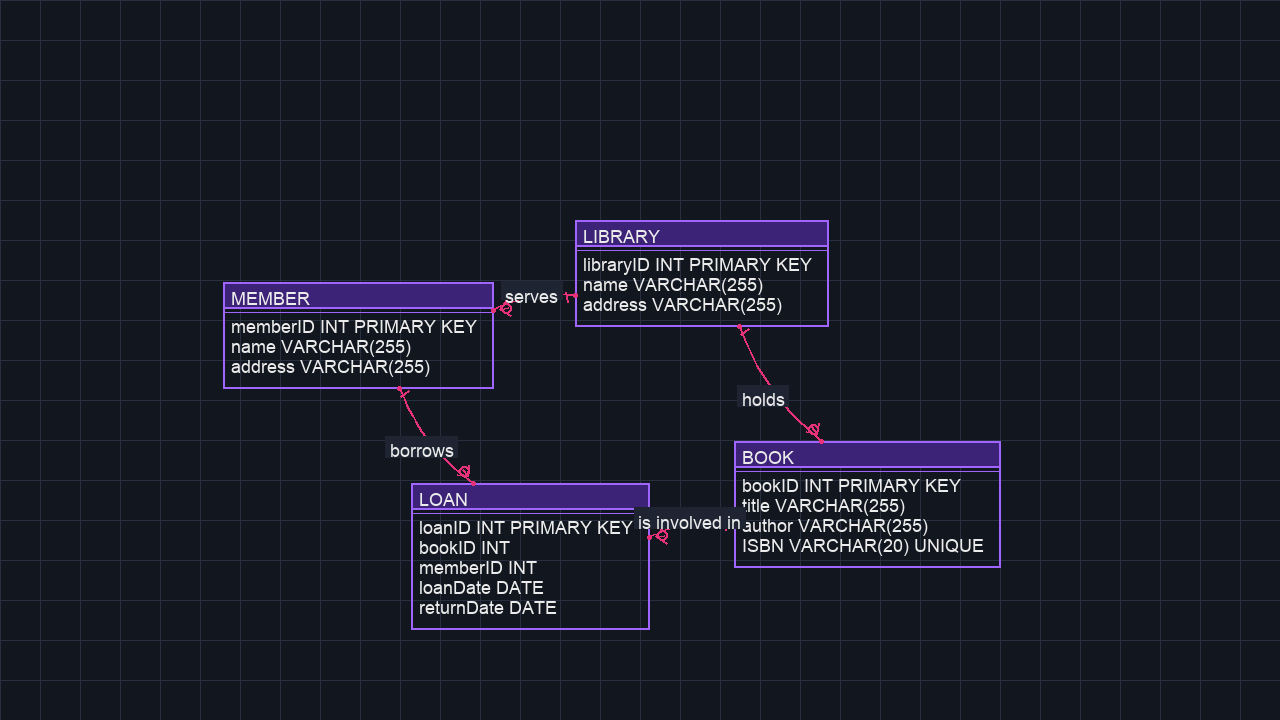 LIBRARY
libraryID INT PRIMARY KEY
name VARCHAR(255)
address VARCHAR(255)
serves
MEMBER
memberID INT PRIMARY KEY
name VARCHAR(255)
address VARCHAR(255)
holds
borrows
BOOK
bookID INT PRIMARY KEY
title VARCHAR(255)
author VARCHAR(255)
ISBN VARCHAR(20) UNIQUE
is involved in
LOAN
loanID INT PRIMARY KEY
bookID INT
memberID INT
loanDate DATE
returnDate DATE